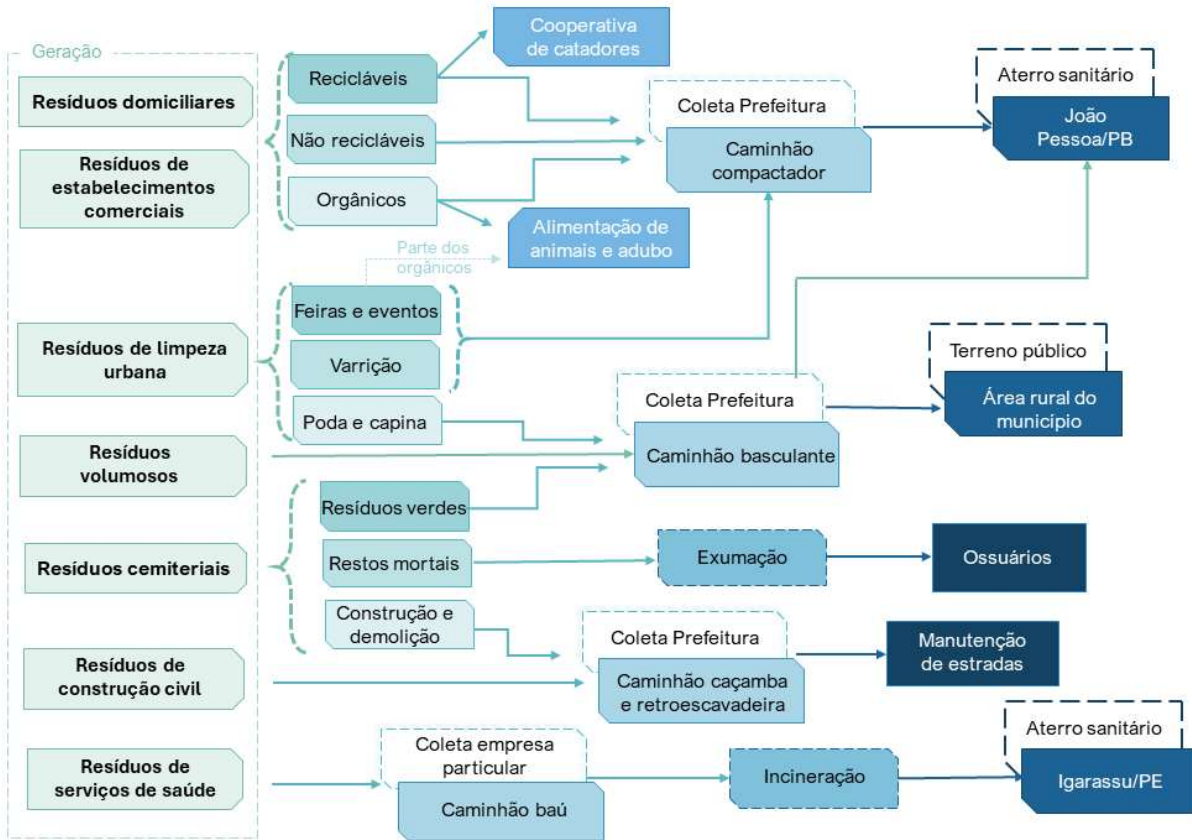 Geração
Resíduos domiciliares
Resíduos de
estabelecimentos
comerciais
Recicláveis
Não recicláveis
Orgânicos
Cooperativa
de catadores
Coleta Prefeitura
Caminhão
compactador
Aterro sanitário
João
Pessoa/PB
Alimentação de
animais e adubo
Parte dos
orgânicos
Resíduos de limpeza
urbana
Feiras e eventos
Varrição
Poda e capina
Coleta Prefeitura
Caminhão basculante
Terreno público
Área rural do
município
Resíduos
volumosos
Resíduos cemiteriais
Resíduos verdes
Restos mortais
Construção e
demolição
Exumação
Ossuários
Coleta Prefeitura
Caminhão caçamba
e retroescavadeira
Manutenção
de estradas
Resíduos de
construção civil
Resíduos de
serviços de saúde
Coleta empresa
particular
Caminhão baú
Incineração
Aterro sanitário
Igarassu/PE